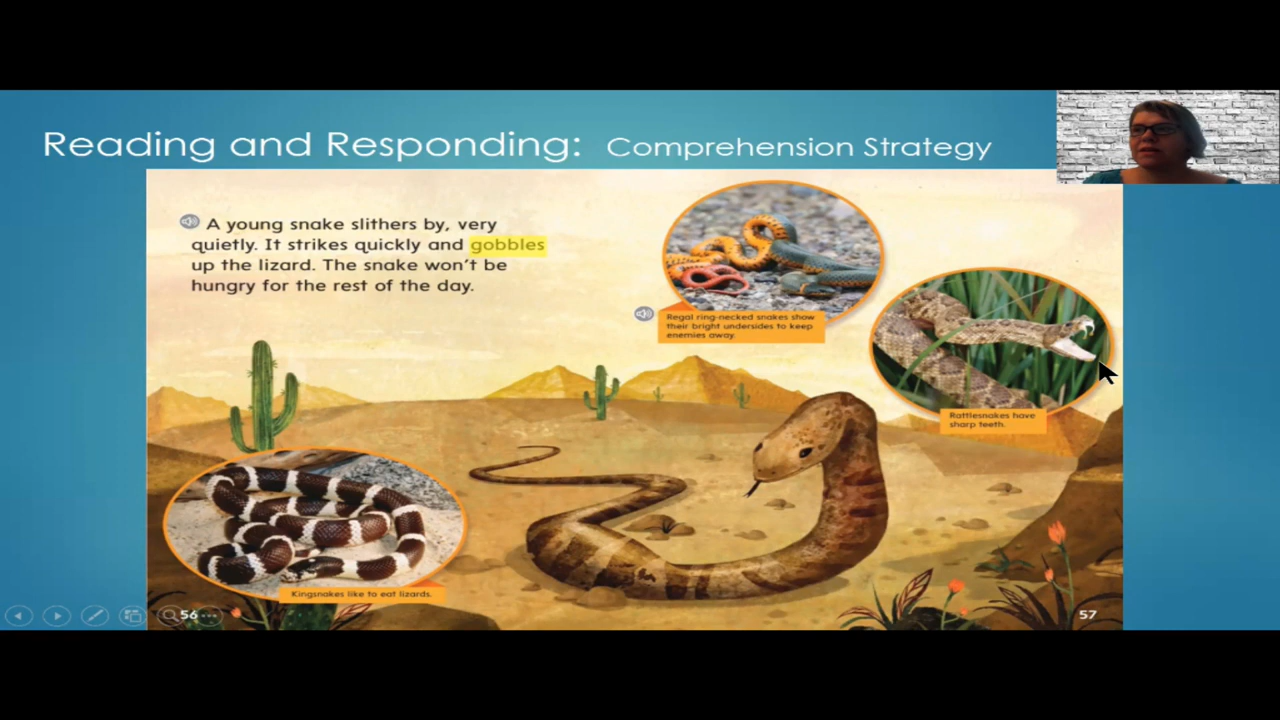 Reading and Responding: Comprehension Strategy
A young snake slithers by, very
quietly. It strikes quickly and gobbles
up the lizard. The snake won't be
hungry for the rest of the day.
Regal ring-necked snakes show
their bright undersides to keep
enemies away.
Rattlesnakes have
sharp teeth.
Kingsnakes like to eat lizards.
56
57